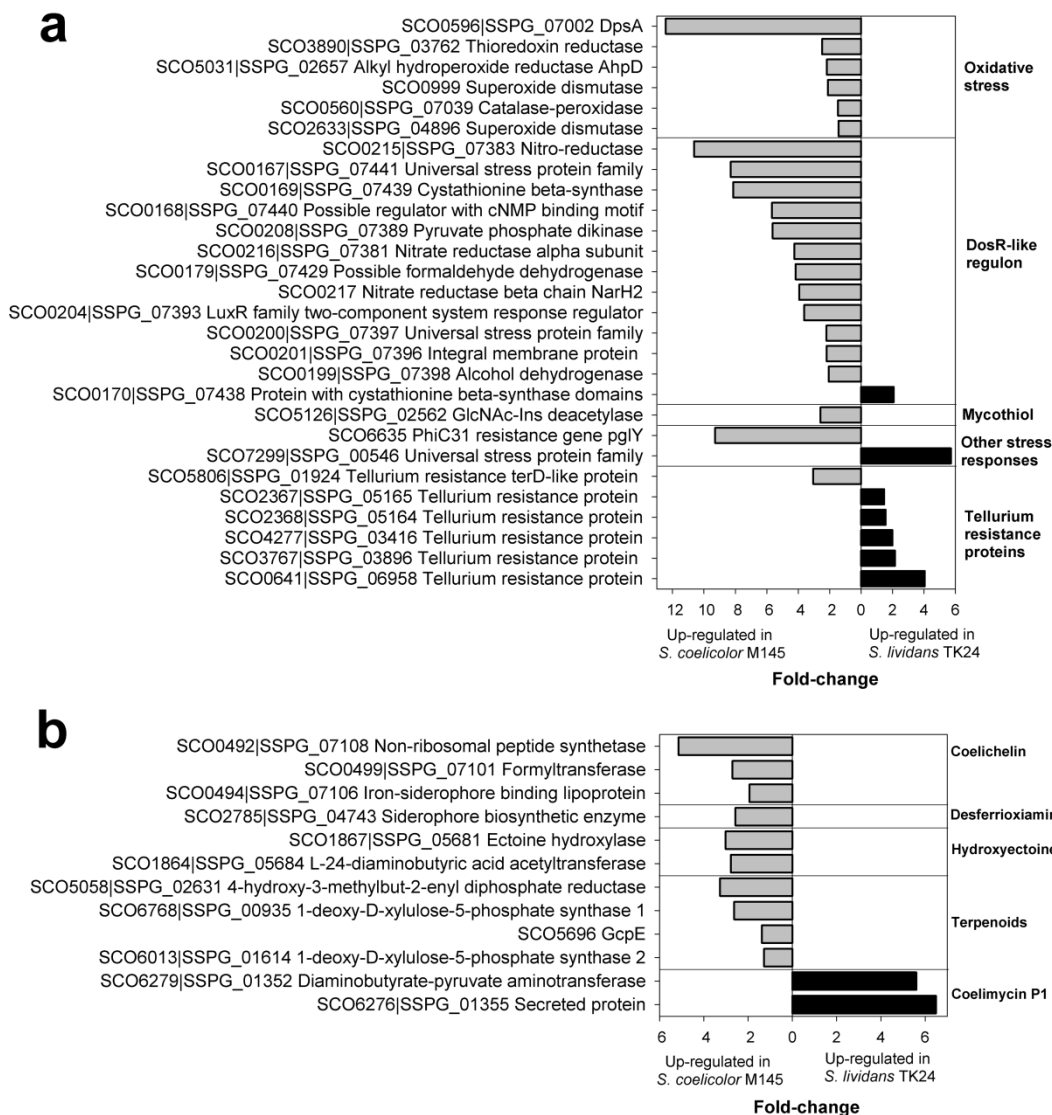 a
SCO0596|SSPG_07002 DpsA
SCO3890|SSPG_03762 Thioredoxin reductase
SCO5031|SSPG_02657 Alkyl hydroperoxide reductase AhpD
SCO0999 Superoxide dismutase
SCO0560|SSPG_07039 Catalase-peroxidase
SCO2633|SSPG_04896 Superoxide dismutase
Oxidative
stress
SCO0215|SSPG_07383 Nitro-reductase
SCO0167|SSPG_07441 Universal stress protein family
SCO0169|SSPG_07439 Cystathionine beta-synthase
SCO0168|SSPG_07440 Possible regulator with cNMP binding motif
SCO0208|SSPG_07389 Pyruvate phosphate dikinase
SCO0216|SSPG_07381 Nitrate reductase alpha subunit
SCO0179|SSPG_07429 Possible formaldehyde dehydrogenase
SCO0217 Nitrate reductase beta chain NarH2
SCO0204|SSPG_07393 LuxR family two-component system response regulator
SCO0200|SSPG_07397 Universal stress protein family
SCO0201|SSPG_07396 Integral membrane protein
SCO0199|SSPG_07398 Alcohol dehydrogenase
SCO0170|SSPG_07438 Protein with cystathionine beta-synthase domains
DosR-like
regulon
SCO5126|SSPG_02562 GlcNAc-Ins deacetylase
Mycothiol
SCO6635 PhiC31 resistance gene pglY
SCO7299|SSPG_00546 Universal stress protein family
Other stress
responses
SCO5806|SSPG_01924 Tellurium resistance terD-like protein
SCO2367|SSPG_05165 Tellurium resistance protein
SCO2368|SSPG_05164 Tellurium resistance protein
SCO4277|SSPG_03416 Tellurium resistance protein
SCO3767|SSPG_03896 Tellurium resistance protein
SCO0641|SSPG_06958 Tellurium resistance protein
Tellurium
resistance
proteins
12 10 8 6 4 2 0 2 4 6
Up-regulated in
S. coelicolor M145
Up-regulated in
S. lividans TK24
Fold-change
b
SCO0492|SSPG_07108 Non-ribosomal peptide synthetase
SCO0499|SSPG_07101 Formyltransferase
SCO0494|SSPG_07106 Iron-siderophore binding lipoprotein
Coelichelin
SCO2785|SSPG_04743 Siderophore biosynthetic enzyme
Desferrioxiamin
SCO1867|SSPG_05681 Ectoine hydroxylase
SCO1864|SSPG_05684 L-24-diaminobutyric acid acetyltransferase
Hydroxyectoine
SCO5058|SSPG_02631 4-hydroxy-3-methylbut-2-enyl diphosphate reductase
SCO6768|SSPG_00935 1-deoxy-D-xylulose-5-phosphate synthase 1
SCO5696 GcpE
SCO6013|SSPG_01614 1-deoxy-D-xylulose-5-phosphate synthase 2
Terpenoids
SCO6279|SSPG_01352 Diaminobutyrate-pyruvate aminotransferase
SCO6276|SSPG_01355 Secreted protein
Coelimycin P1
6 4 2 0 2 4 6
Up-regulated in
S. coelicolor M145
Up-regulated in
S. lividans TK24
Fold-change